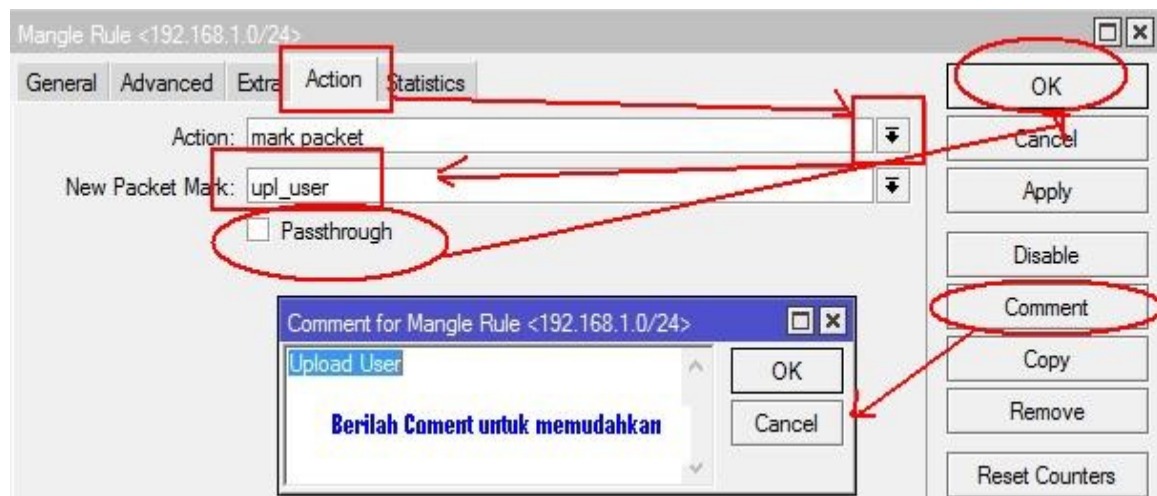 Mangle Rule <192.168.1.0/24>
General Advanced Extra Action Statistics
OK
Action: mark packet
Cancel
New Packet Mark: upl_user
Apply
Passthrough
Disable
Comment for Mangle Rule <192.168.1.0/24>
Comment
Upload User
OK
Copy
Berilah Coment untuk memudahkan
Cancel
Remove
Reset Counters